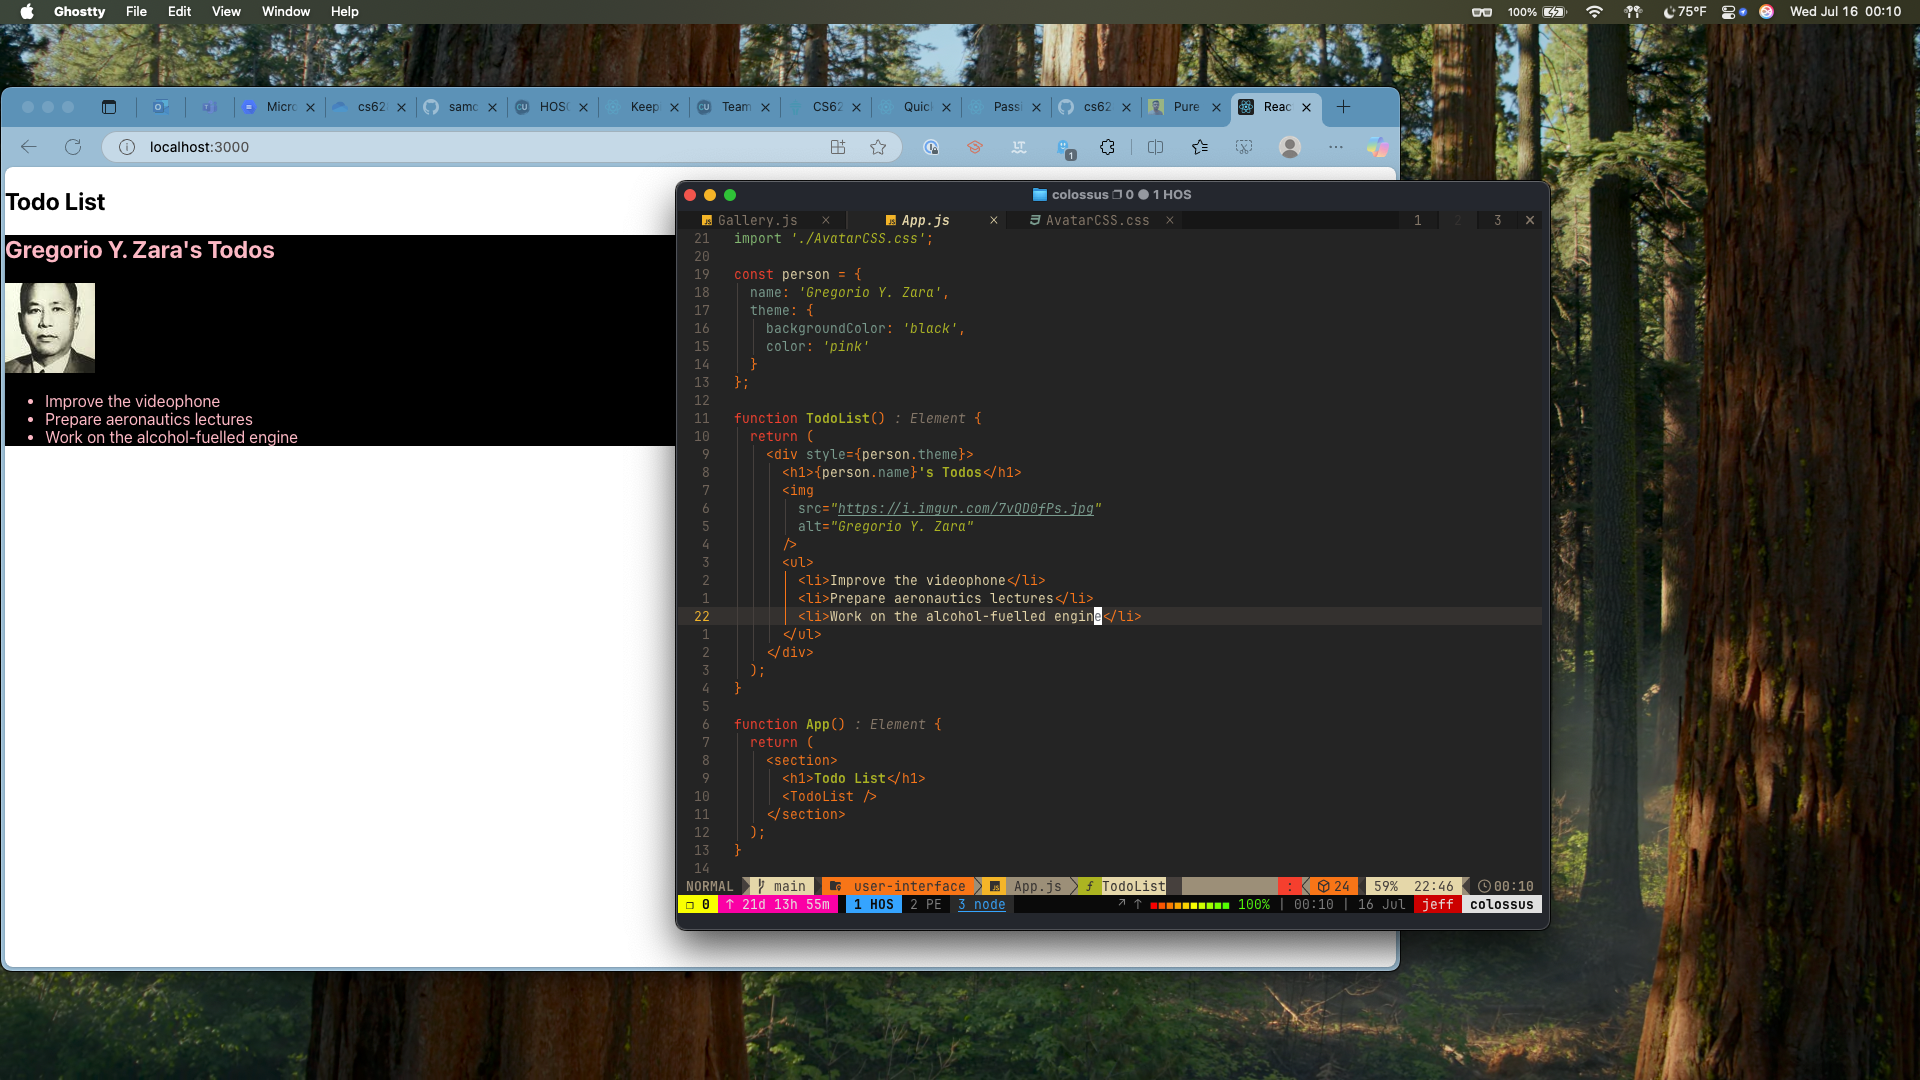 Ghostty File Edit View Window Help 100% 75°F Wed Jul 16 00:10
Micro cs62 samc HOS Keep Team CS62 Quic Passi cs62 Pure Reac
localhost:3000
1
Todo List
Gregorio Y. Zara's Todos
Improve the videophone
Prepare aeronautics lectures
Work on the alcohol-fuelled engine
colossus 0 1 HOS
Gallery.js App.js AvatarCSS.css 1 2 3
21 import './AvatarCSS.css';
20
19 const person = {
18 name: 'Gregorio Y. Zara',
17 theme: {
16 backgroundColor: 'black',
15 color: 'pink'
14 }
13 };
12
11 function TodoList() : Element {
10 return (
9 <div style={person.theme}>
8 <h1>{person.name}'s Todos</h1>
7 <img
6 src="https://i.imgur.com/7vQD0fPs.jpg"
5 alt="Gregorio Y. Zara"
4 />
3 <ul>
2 <li>Improve the videophone</li>
1 <li>Prepare aeronautics lectures</li>
22 <li>Work on the alcohol-fuelled engine</li>
1 </ul>
2 </div>
3 );
4 }
5
6 function App() : Element {
7 return (
8 <section>
9 <h1>Todo List</h1>
10 <TodoList />
11 </section>
12 );
13 }
14
NORMAL main user-interface App.js TodoList : 24 59% 22:46 00:10
0 ↑ 21d 13h 55m 1 HOS 2 PE 3 node ↗ ↑ 100% | 00:10 | 16 Jul jeff colossus